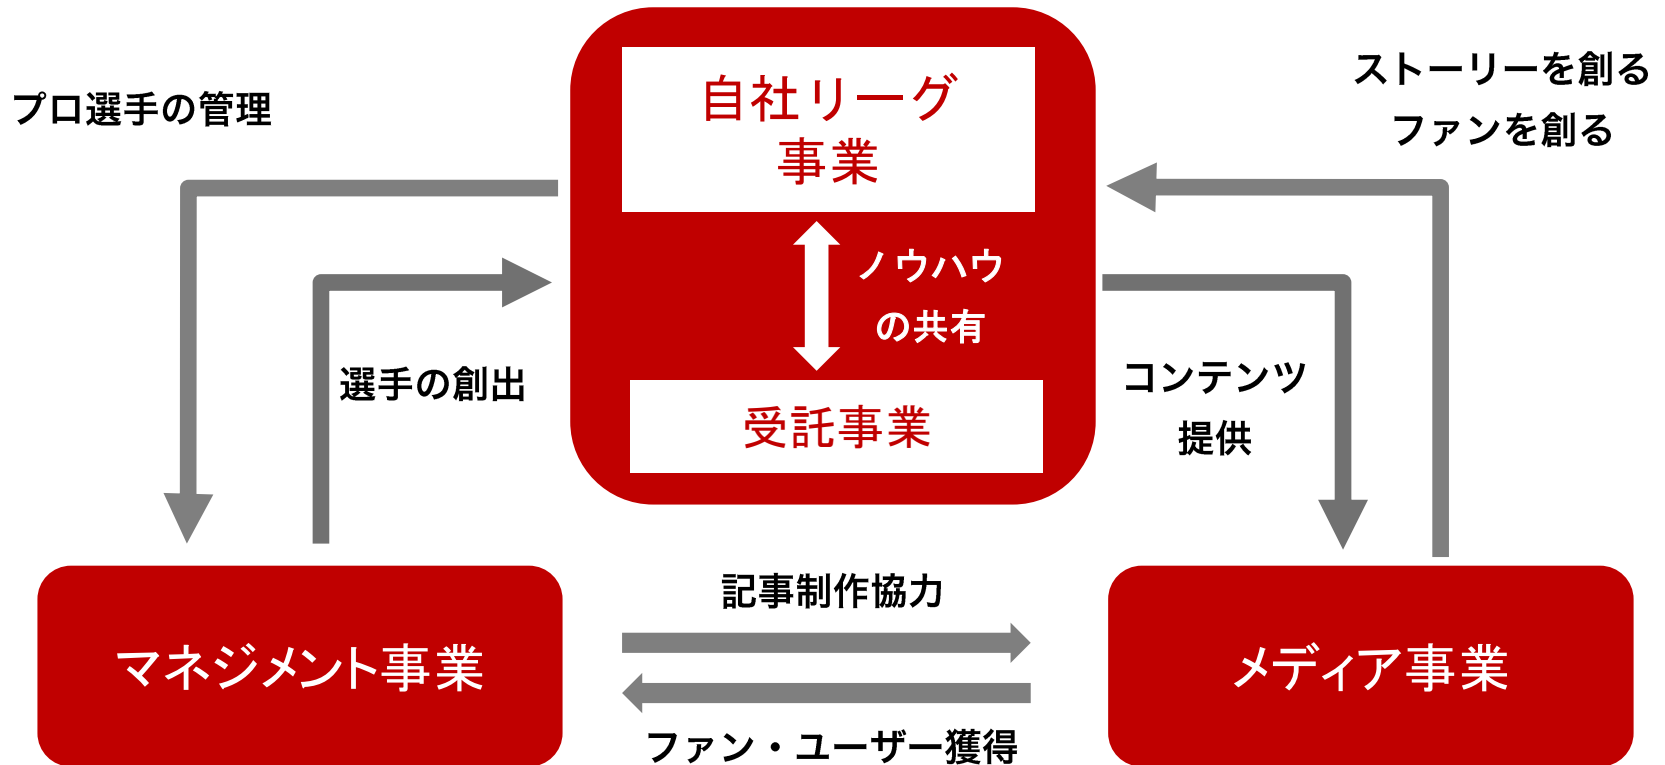 自社リーグ
事業
プロ選手の管理
ストーリーを創る
ファンを創る
ノウハウ
の共有
選手の創出
コンテンツ
提供
受託事業
記事制作協力
マネジメント事業
メディア事業
ファン・ユーザー獲得